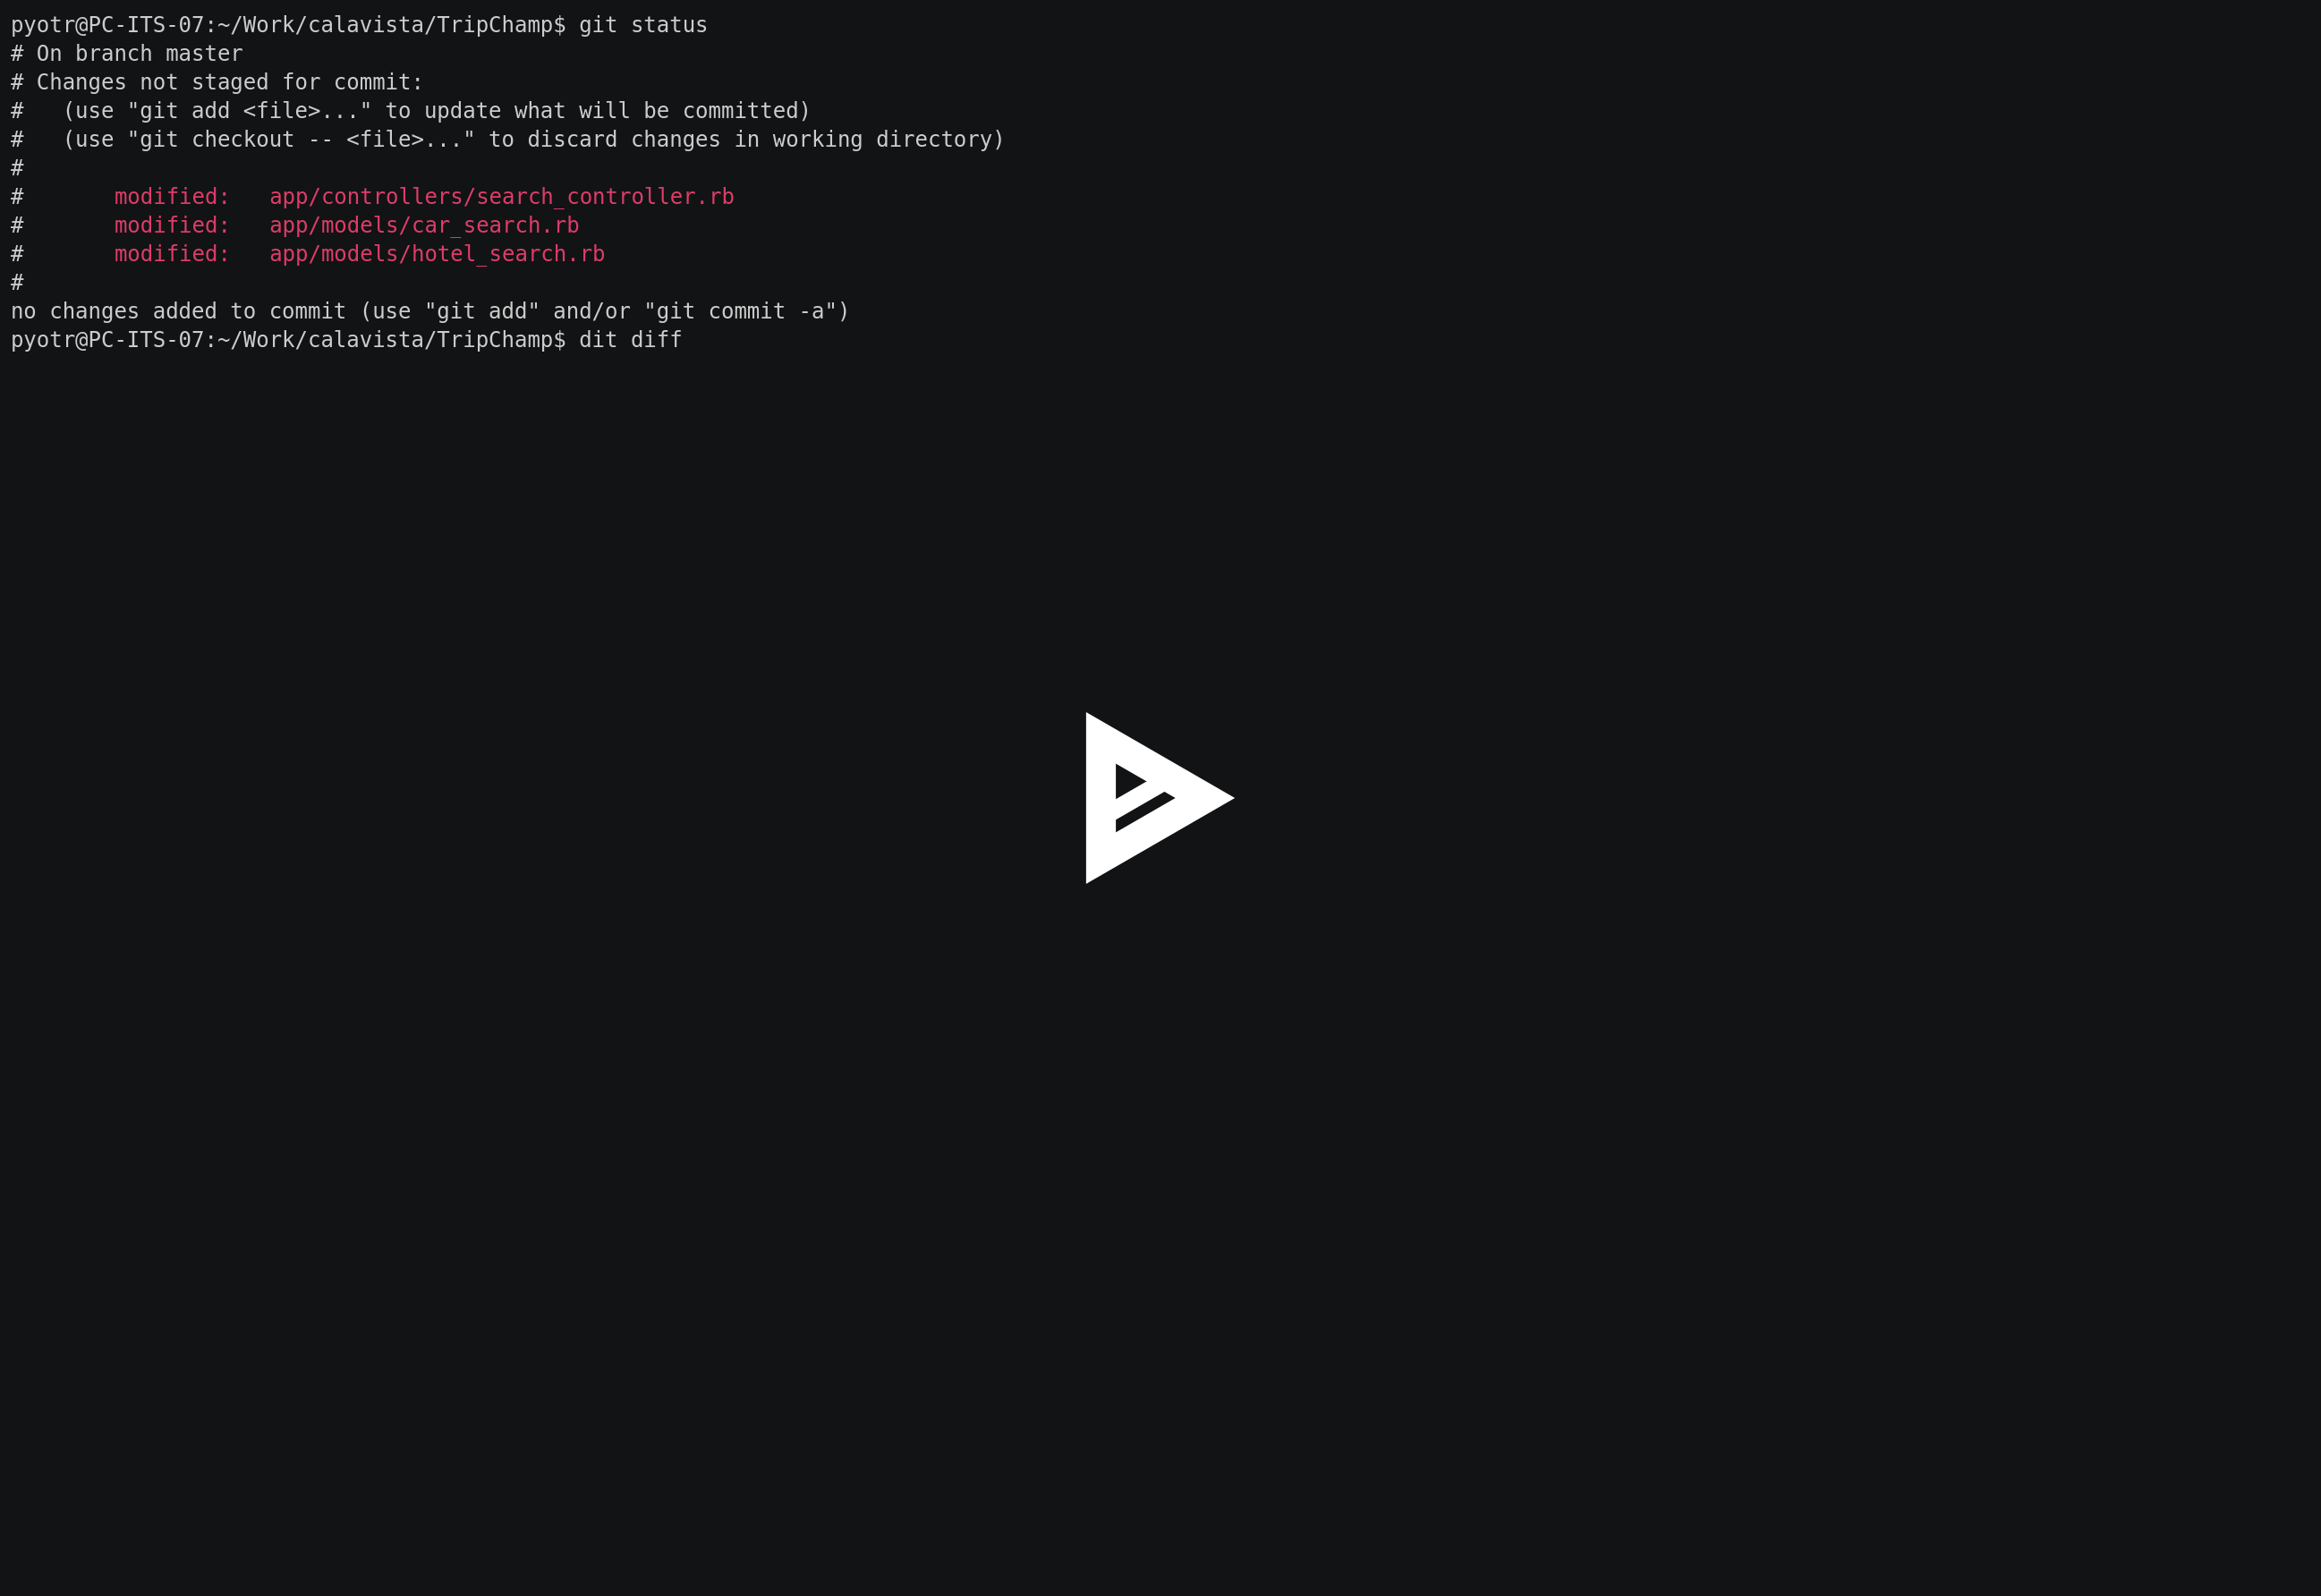 pyotr@PC-ITS-07:~/Work/calavista/TripChamp$ git status
# On branch master
# Changes not staged for commit:
#   (use "git add <file>..." to update what will be committed)
#   (use "git checkout -- <file>..." to discard changes in working directory)
#
#       modified:   app/controllers/search_controller.rb
#       modified:   app/models/car_search.rb
#       modified:   app/models/hotel_search.rb
#
no changes added to commit (use "git add" and/or "git commit -a")
pyotr@PC-ITS-07:~/Work/calavista/TripChamp$ dit diff